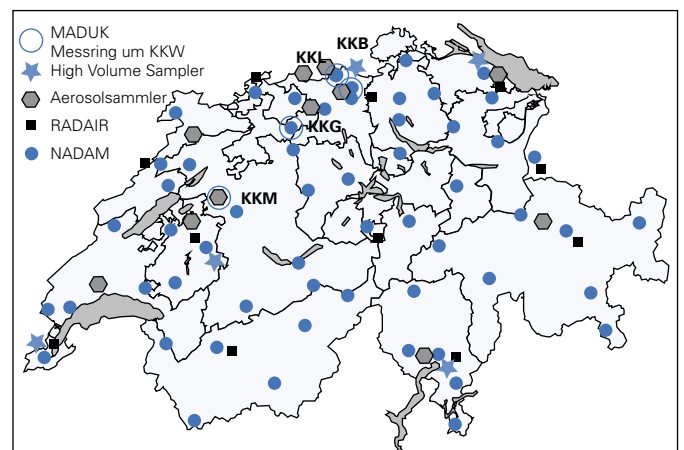 MADUK
Messring um KKW
High Volume Sampler
Aerosolsammler
RADAIR
NADAM
KKB
KKL
KKG
KKM